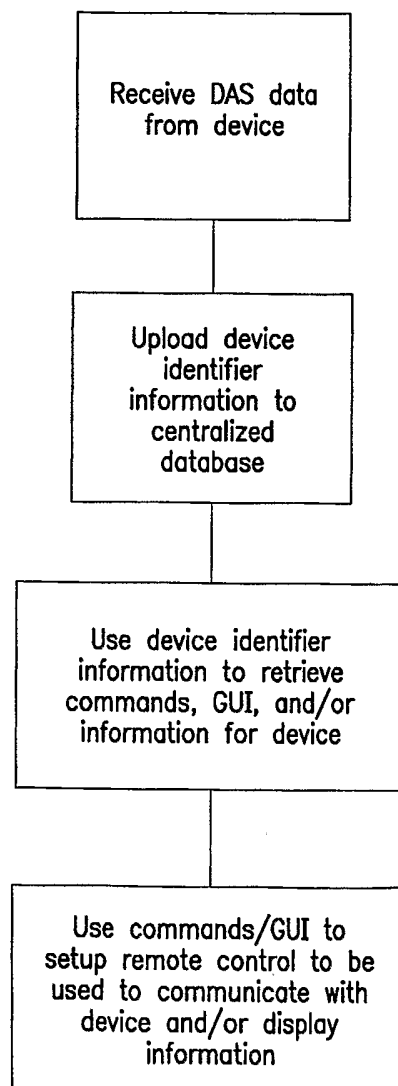 Receive DAS data
from device
Upload device
identifier
information to
centralized
database
Use device identifier
information to retrieve
commands, GUI, and/or
information for device
Use commands/GUI to
setup remote control to be
used to communicate with
device and/or display
information